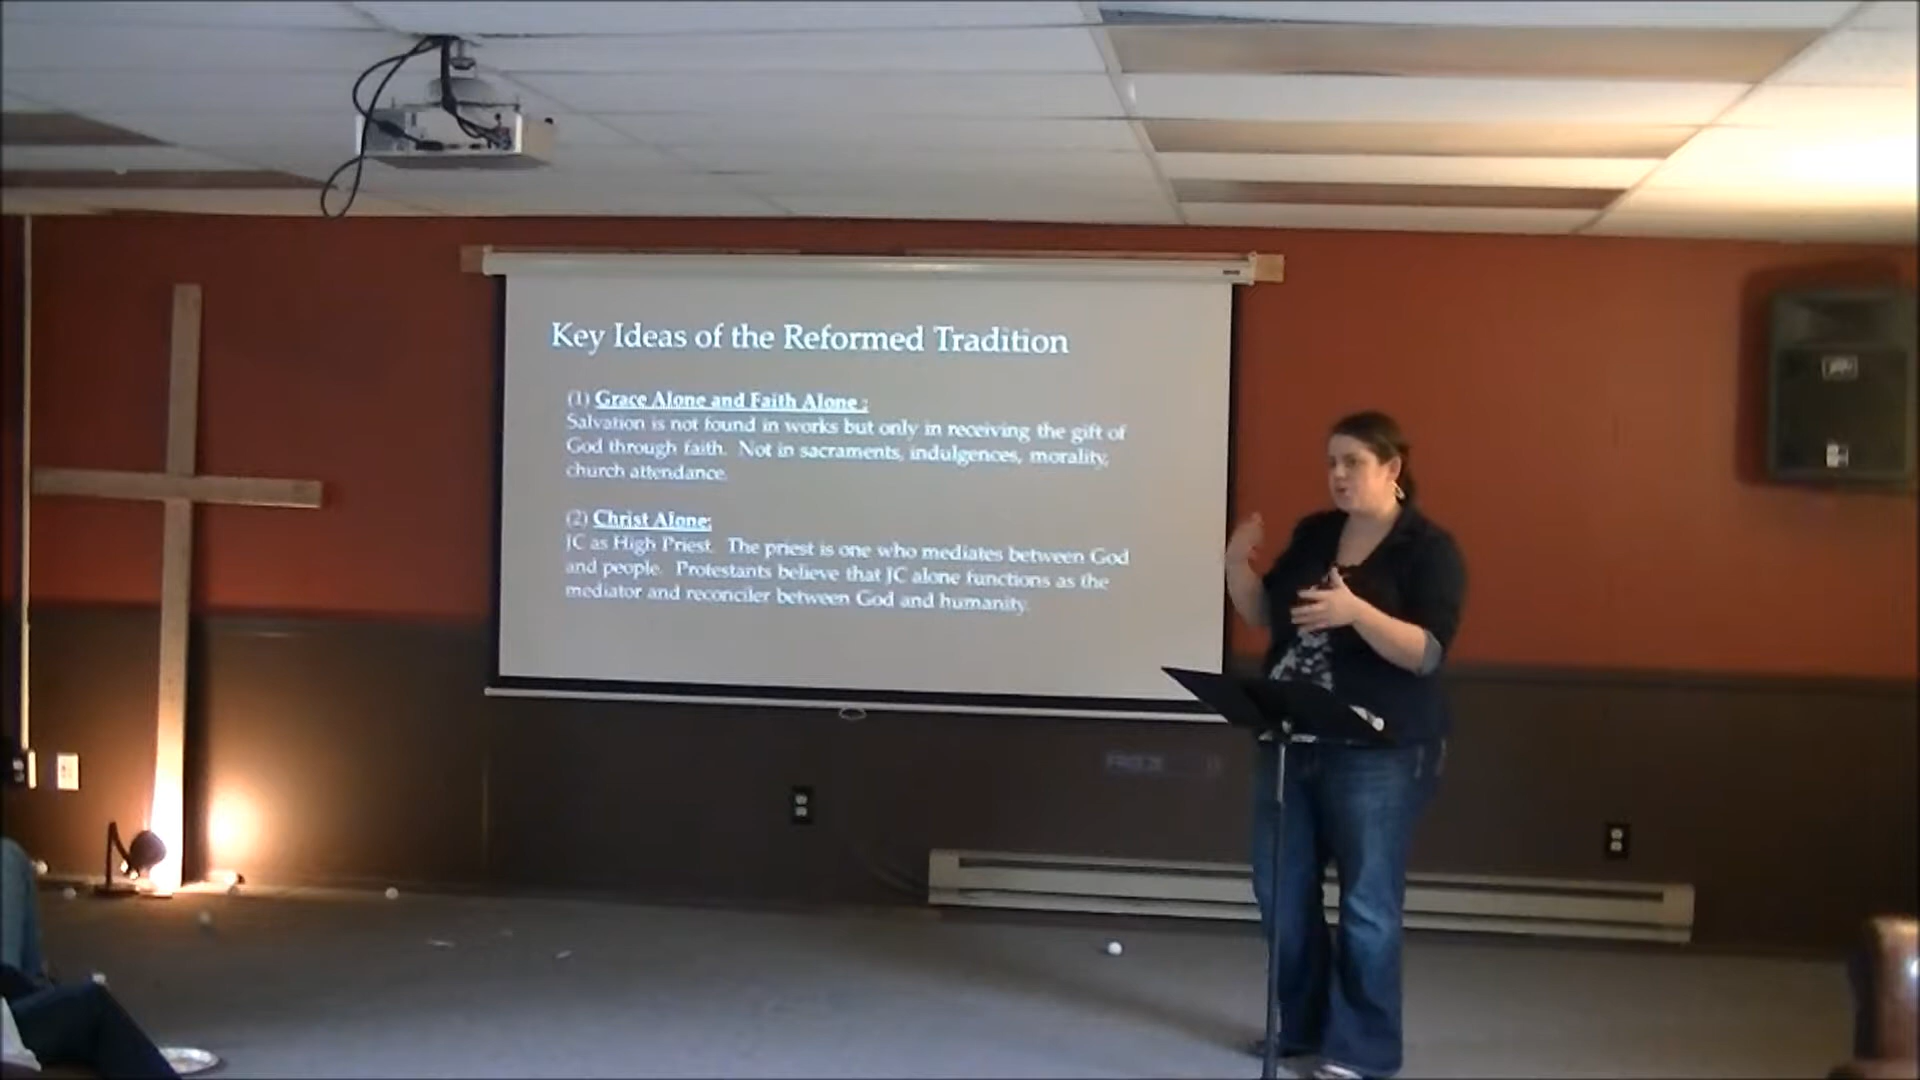 Key Ideas of the Reformed Tradition
(1) Grace Alone and Faith Alone :
Salvation is not found in works but only in receiving the gift of
God through faith. Not in sacraments, indulgences, morality,
church attendance.
(2) Christ Alone:
JC as High Priest. The priest is one who mediates between God
and people. Protestants believe that JC alone functions as the
mediator and reconciler between God and humanity.